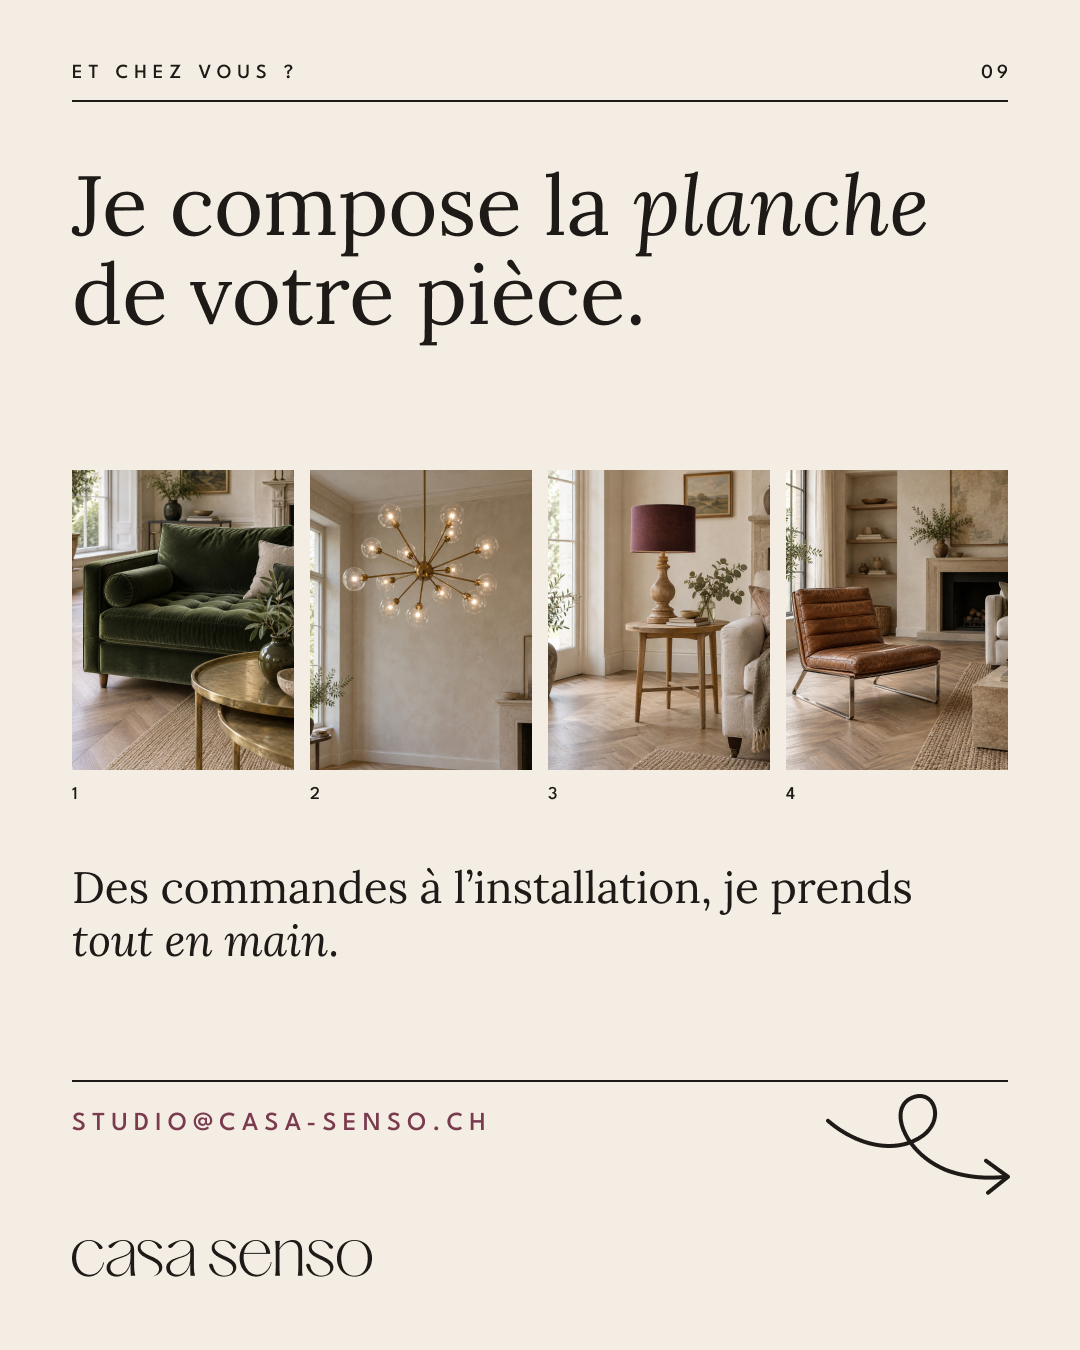 ET CHEZ VOUS ?
09
Je compose la planche
de votre pièce.
1
2
3
4
Des commandes à l’installation, je prends
tout en main.
STUDIO@CASA-SENSO.CH
casa senso